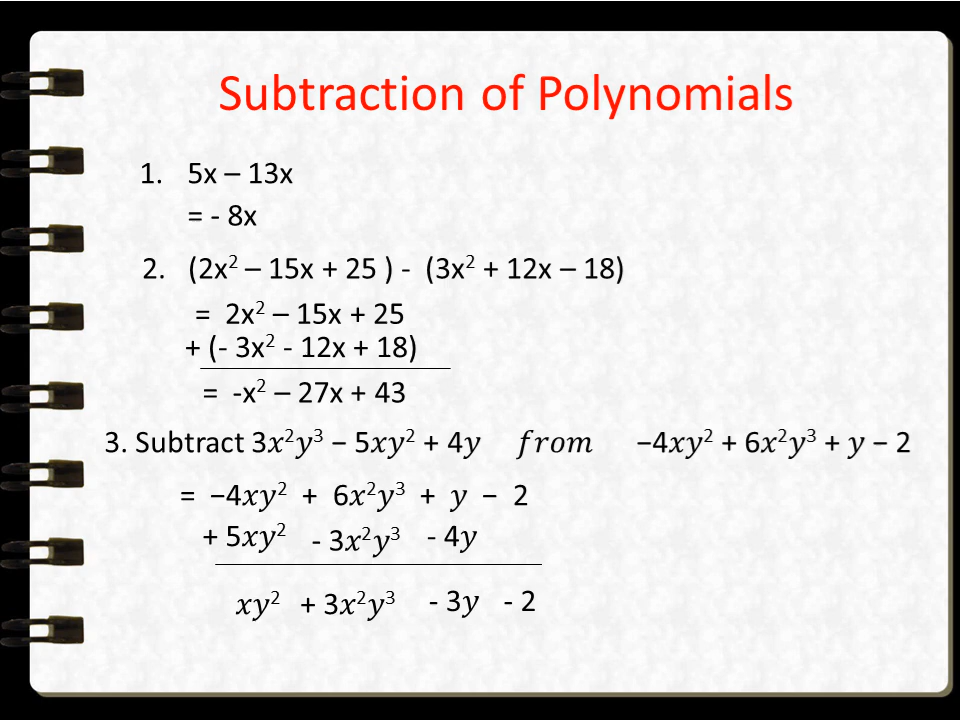 Subtraction of Polynomials
1. 5x – 13x
= - 8x
2. (2x² – 15x + 25 ) - (3x² + 12x – 18)
= 2x² – 15x + 25
+ (- 3x² - 12x + 18)
= -x² – 27x + 43
3. Subtract 3𝑥²𝑦³ − 5𝑥𝑦² + 4𝑦 𝑓𝑟𝑜𝑚 −4𝑥𝑦² + 6𝑥²𝑦³ + 𝑦 − 2
= −4𝑥𝑦² + 6𝑥²𝑦³ + 𝑦 − 2
+ 5𝑥𝑦² - 3𝑥²𝑦³ - 4𝑦
𝑥𝑦² + 3𝑥²𝑦³ - 3𝑦 - 2